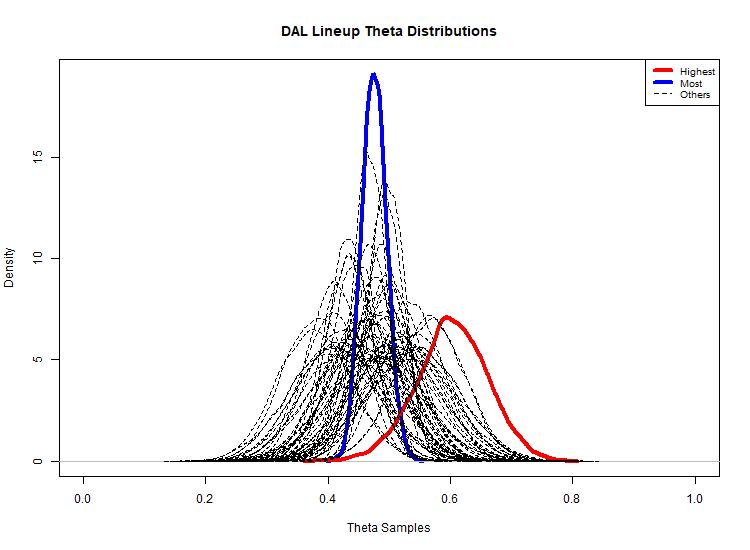 DAL Lineup Theta Distributions
Highest
Most
Others
Density
15
10
5
0
0.0 0.2 0.4 0.6 0.8 1.0
Theta Samples